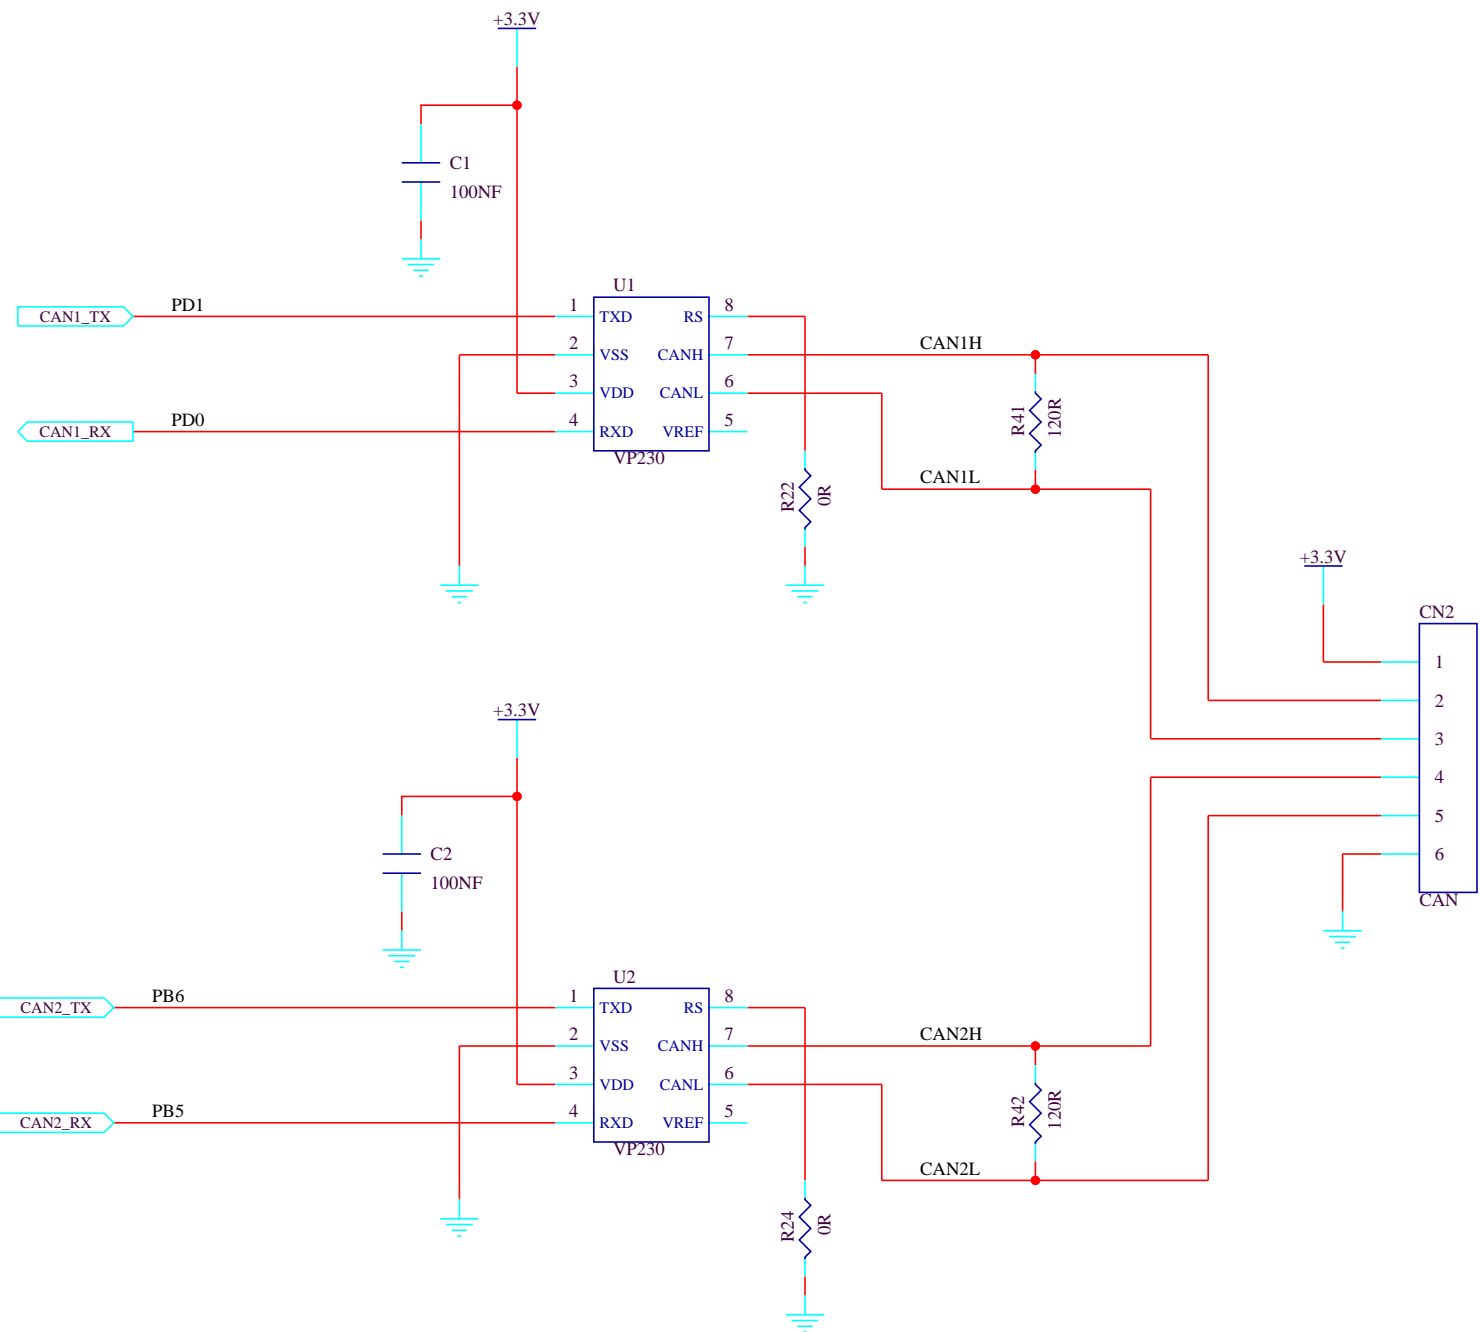 +3.3V
C1
100NF
U1
CAN1_TX PD1 1 TXD RS 8
2 VSS CANH 7 CAN1H
3 VDD CANL 6
CAN1_RX PD0 4 RXD VREF 5
VP230
R41
120R
CAN1L
R22
0R
+3.3V
CN2
1
2
3
4
5
6
CAN
+3.3V
C2
100NF
U2
CAN2_TX PB6 1 TXD RS 8
2 VSS CANH 7 CAN2H
3 VDD CANL 6
CAN2_RX PB5 4 RXD VREF 5
VP230
R42
120R
CAN2L
R24
0R